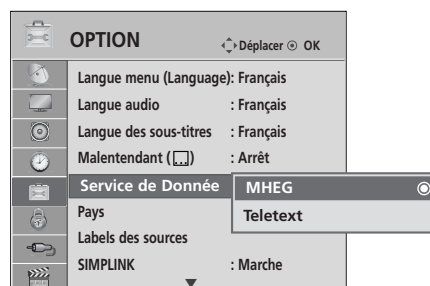 OPTION Déplacer OK
Langue menu (Language): Français
Langue audio : Français
Langue des sous-titres : Français
Malentendant ( ) : Arrêt
Service de Donnée MHEG
Teletext
Pays
Labels des sources
SIMPLINK : Marche